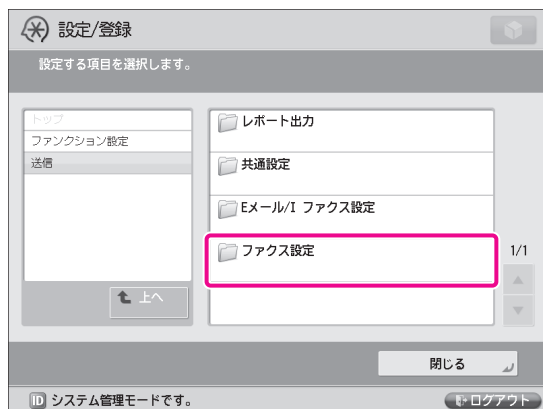 設定/登録
設定する項目を選択します。
トップ
ファンクション設定
送信
上へ
レポート出力
共通設定
Eメール/I ファクス設定
ファクス設定
1/1
閉じる
ID システム管理モードです。
ログアウト